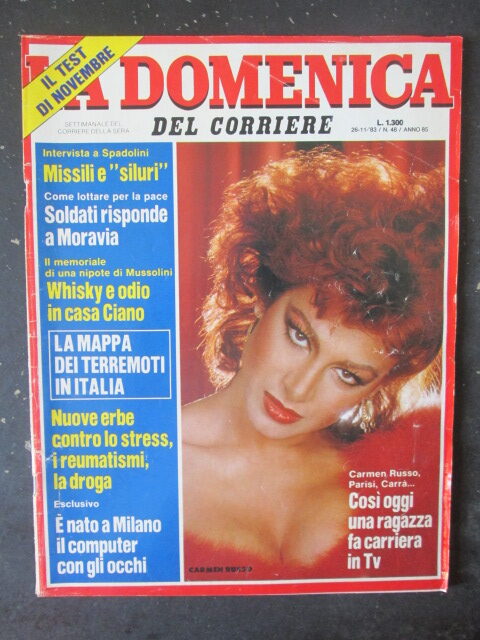 IL TEST
DI NOVEMBRE
LA DOMENICA
SETTIMANALE DEL
CORRIERE DELLA SERA
DEL CORRIERE
L. 1.300
26-11-'83 / N. 48 / ANNO 85
Intervista a Spadolini
Missili e "siluri"
Come lottare per la pace
Soldati risponde
a Moravia
Il memoriale
di una nipote di Mussolini
Whisky e odio
in casa Ciano
LA MAPPA
DEI TERREMOTI
IN ITALIA
Nuove erbe
contro lo stress,
i reumatismi,
la droga
Esclusivo
È nato a Milano
il computer
con gli occhi
Carmen Russo,
Parisi, Carrà...
Così oggi
una ragazza
fa carriera
in Tv
CARMEN RUSSO